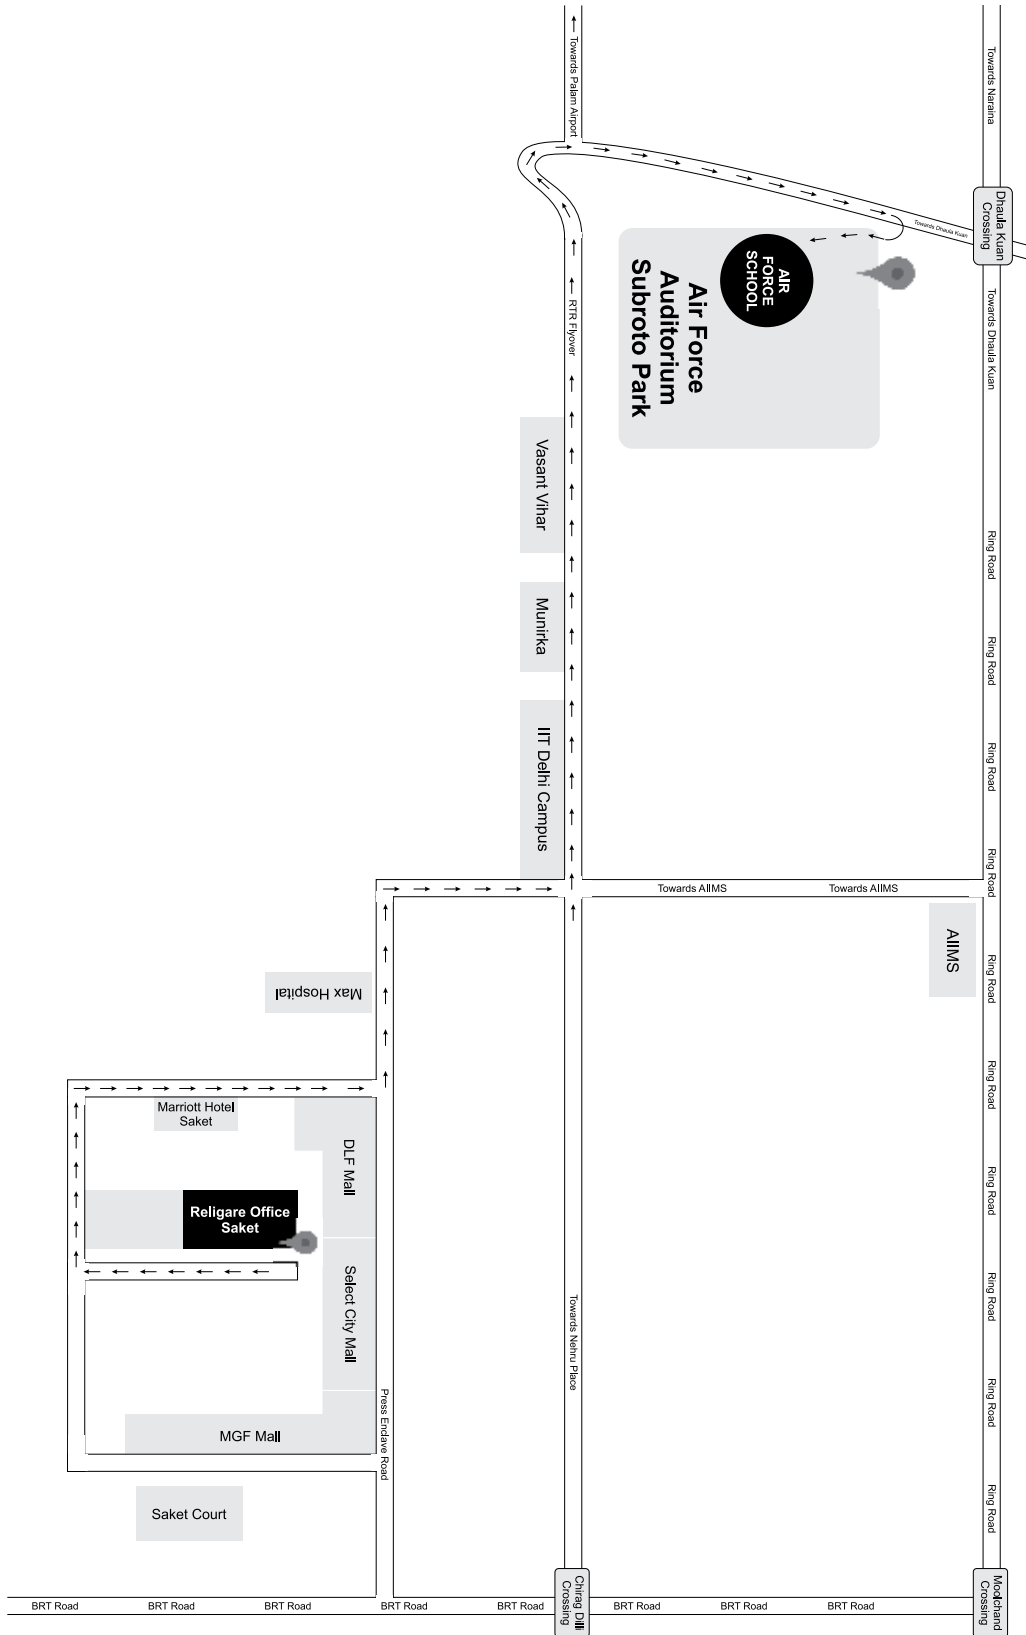 Towards Palam Airport
Towards Naraina
Dhaula Kuan
Crossing
Towards Dhaula Kuan
AIR
FORCE
SCHOOL
Air Force
Auditorium
Subroto Park
RTR Flyover
Towards Dhaula Kuan
Vasant Vihar
Ring Road
Munirka
Ring Road
IIT Delhi Campus
Ring Road
Ring Road
Towards AIIMS
Towards AIIMS
AIIMS
Ring Road
Max Hospital
Ring Road
Marriott Hotel
Saket
DLF Mall
Ring Road
Religare Office
Saket
Select City Mall
Ring Road
Towards Nehru Place
Press Enclave Road
Ring Road
MGF Mall
Ring Road
Saket Court
Chirag Dilli
Crossing
Moolchand
Crossing
BRT Road
BRT Road
BRT Road
BRT Road
BRT Road
BRT Road
BRT Road
BRT Road